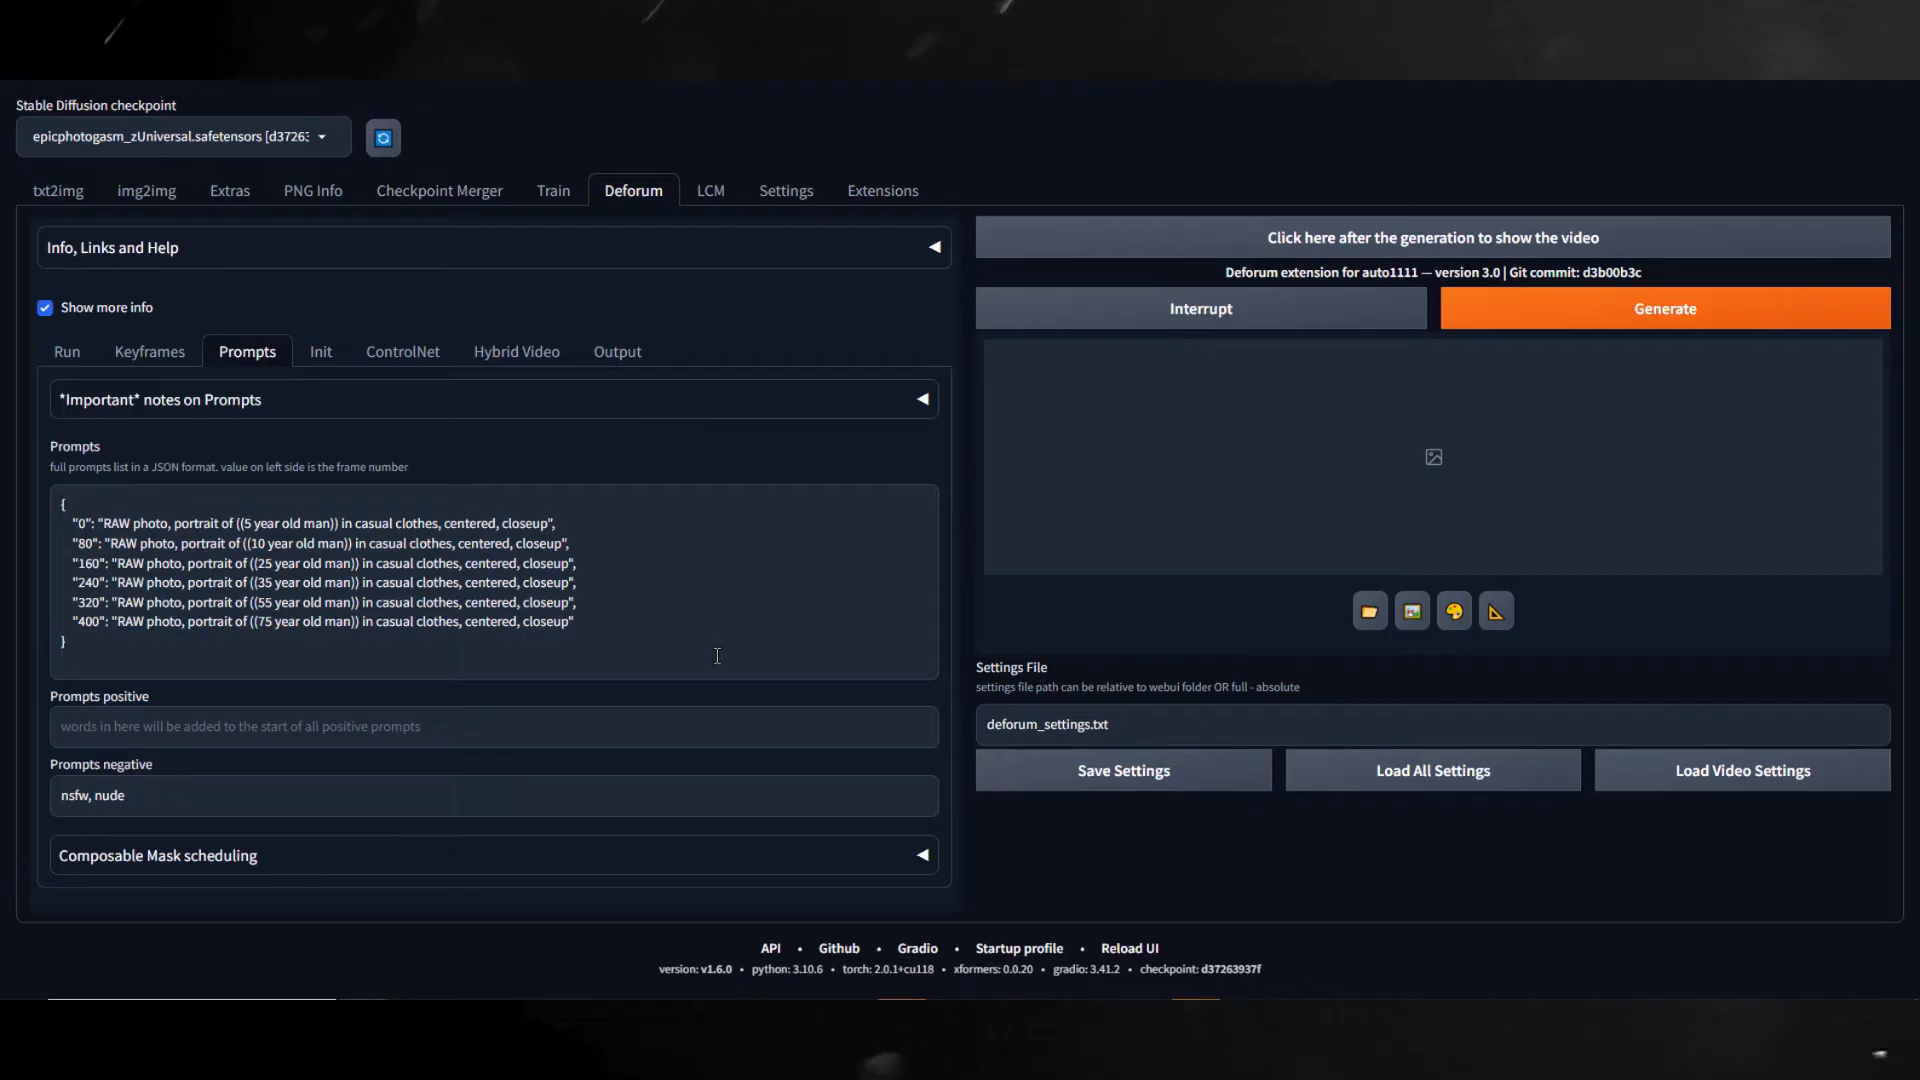 Stable Diffusion checkpoint
epicphotogasm_zUniversal.safetensors [d3726:
txt2img img2img Extras PNG Info Checkpoint Merger Train Deforum LCM Settings Extensions
Info, Links and Help
Show more info
Run Keyframes Prompts Init ControlNet Hybrid Video Output
*Important* notes on Prompts
Prompts
full prompts list in a JSON format. value on left side is the frame number
{
"0": "RAW photo, portrait of ((5 year old man)) in casual clothes, centered, closeup",
"80": "RAW photo, portrait of ((10 year old man)) in casual clothes, centered, closeup",
"160": "RAW photo, portrait of ((25 year old man)) in casual clothes, centered, closeup",
"240": "RAW photo, portrait of ((35 year old man)) in casual clothes, centered, closeup",
"320": "RAW photo, portrait of ((55 year old man)) in casual clothes, centered, closeup",
"400": "RAW photo, portrait of ((75 year old man)) in casual clothes, centered, closeup"
}
Prompts positive
words in here will be added to the start of all positive prompts
Prompts negative
nsfw, nude
Composable Mask scheduling
Click here after the generation to show the video
Deforum extension for auto1111 — version 3.0 | Git commit: d3b00b3c
Interrupt
Generate
Settings File
settings file path can be relative to webui folder OR full - absolute
deforum_settings.txt
Save Settings
Load All Settings
Load Video Settings
API • Github • Gradio • Startup profile • Reload UI
version: v1.6.0 • python: 3.10.6 • torch: 2.0.1+cu118 • xformers: 0.0.20 • gradio: 3.41.2 • checkpoint: d37263937f